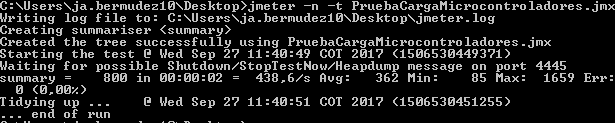 C:\Users\ja.bermudez10\Desktop>jmeter -n -t PruebaCargaMicrocontroladores.jmx
Writing log file to: C:\Users\ja.bermudez10\Desktop\jmeter.log
Creating summariser <summary>
Created the tree successfully using PruebaCargaMicrocontroladores.jmx
Starting the test @ Wed Sep 27 11:40:49 COT 2017 (1506530449371)
Waiting for possible Shutdown/StopTestNow/Heapdump message on port 4445
summary =    800 in 00:00:02 =  438,6/s Avg:   362 Min:    85 Max:  1659 Err:
  0 (0,00%)
Tidying up ...    @ Wed Sep 27 11:40:51 COT 2017 (1506530451255)
... end of run